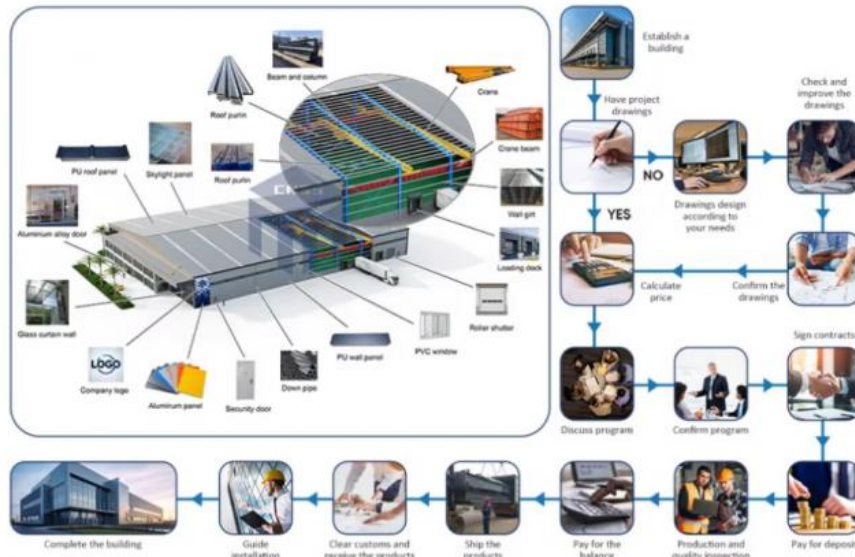 Beam and column
Crane
Roof purlin
Crane beam
PU roof panel
Skylight panel
Roof purlin
Wall girt
Aluminium alloy door
Loading dock
Glass curtain wall
Roller shutter
LOGO
Company logo
Aluminum panel
Security door
Down pipe
PU wall panel
PVC window
Establish a
building
Have project
drawings
NO
YES
Drawings design
according to
your needs
Check and
improve the
drawings
Calculate
price
Confirm the
drawings
Discuss program
Confirm program
Sign contracts
Pay for deposit
Production and
quality inspection
Pay for the
balance
Ship the
products
Clear customs and
receive the products
Guide
installation
Complete the building